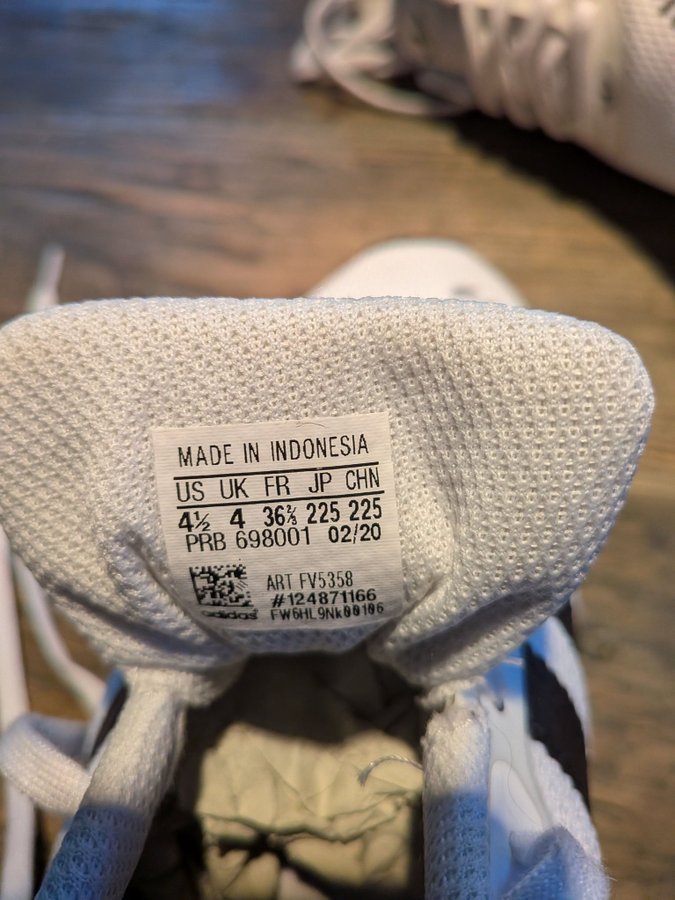 MADE IN INDONESIA
US UK FR JP CHN
4½ 4 36⅔ 225 225
PRB 698001 02/20
ART FV5358
#124871166
adidas FW6HL9Nk00106